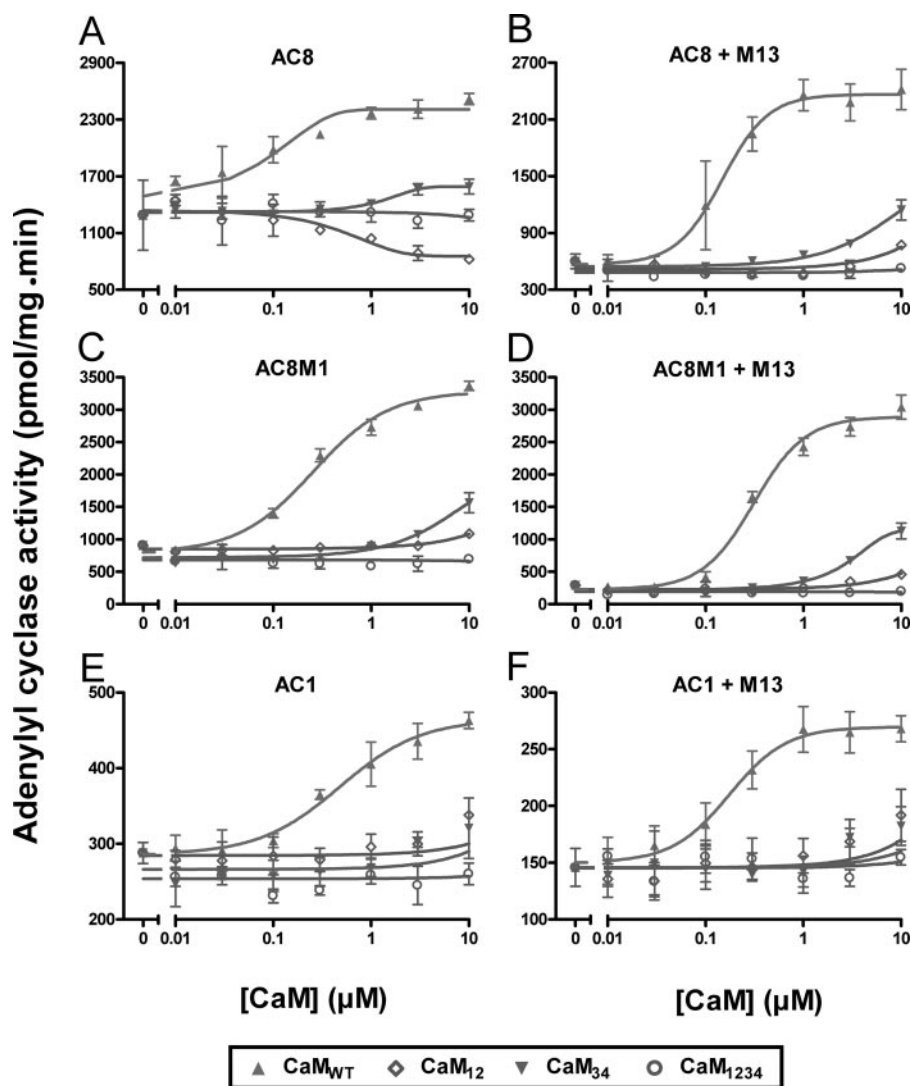 Adenylyl cyclase activity (pmol/mg.min)
A
AC8
2900
2300
1700
1100
500
0 0.01 0.1 1 10
B
AC8 + M13
2700
2100
1500
900
300
0 0.01 0.1 1 10
C
AC8M1
3500
3000
2500
2000
1500
1000
500
0
0 0.01 0.1 1 10
D
AC8M1 + M13
3500
3000
2500
2000
1500
1000
500
0
0 0.01 0.1 1 10
E
AC1
500
400
300
200
0 0.01 0.1 1 10
F
AC1 + M13
300
250
200
150
100
0 0.01 0.1 1 10
[CaM] (µM) [CaM] (µM)
CaMWT CaM12 CaM34 CaM1234